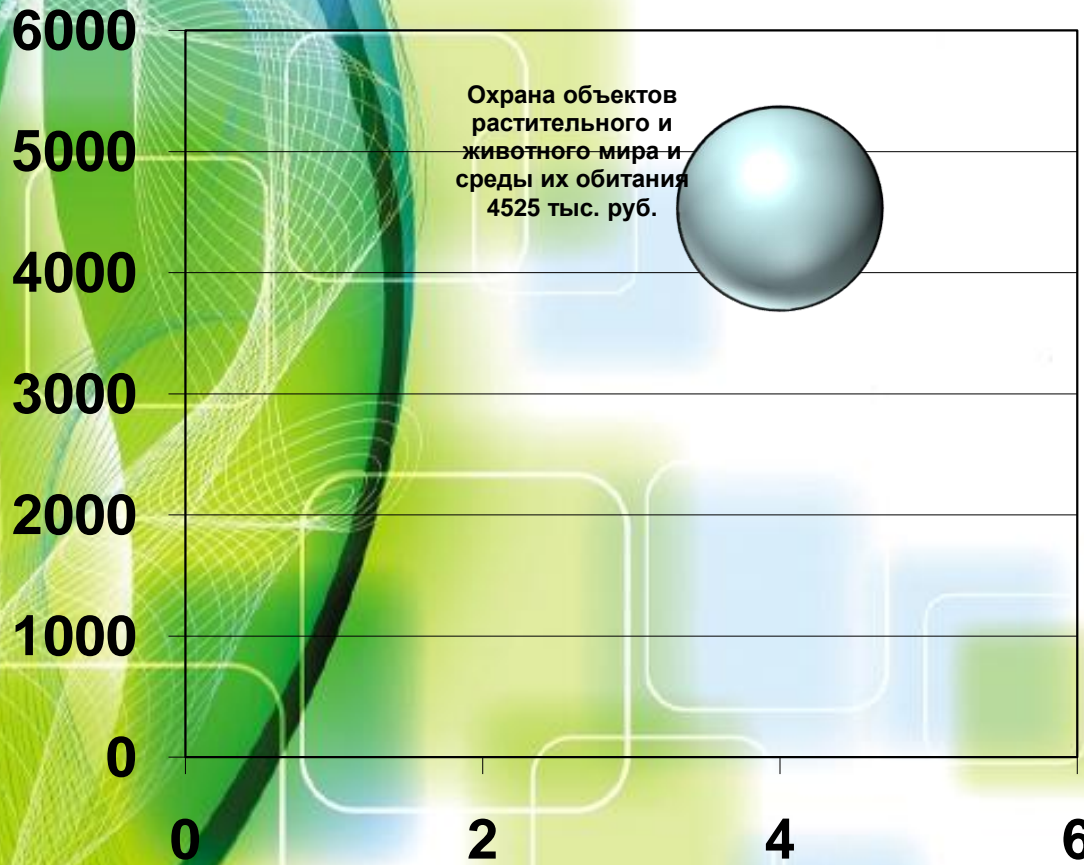 6000
Охрана объектов
растительного и
5000
животного мира и
среды их обитания
4525 тыс. руб.
4000
3000
2000
1000
0
0 2 4 6